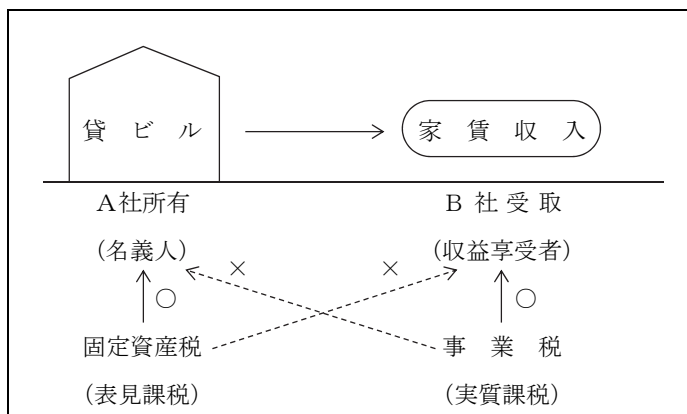 貸ビル 家賃収入
A社所有 B社受取
(名義人) (収益享受者)
× ×
○ ○
固定資産税 事業税
(表見課税) (実質課税)